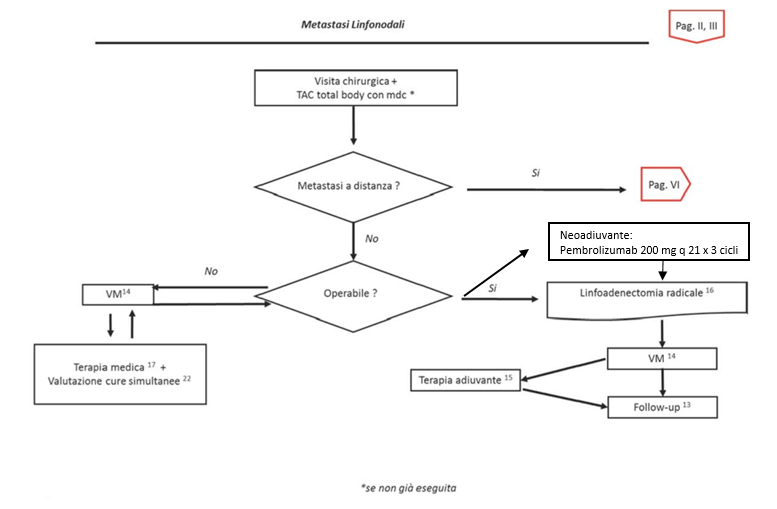 Metastasi Linfonodali
Pag. II, III
Visita chirurgica +
TAC total body con mdc *
Metastasi a distanza ?
Si
Pag. VI
No
Neoadiuvante:
Pembrolizumab 200 mg q 21 x 3 cicli
No
VM14
Operabile ?
Si
Linfoadenectomia radicale 16
Terapia medica 17 +
Valutazione cure simultanee 22
VM 14
Terapia adiuvante 15
Follow-up 13
*se non già eseguita